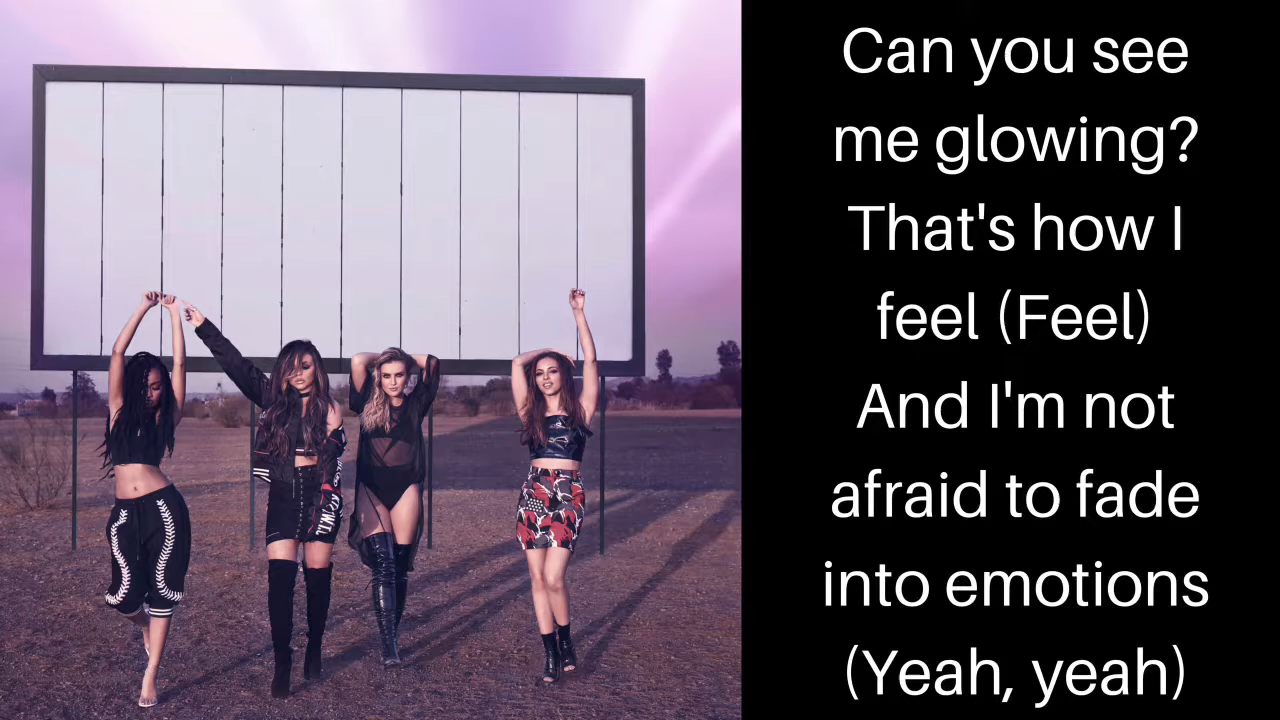 Can you see
me glowing?
That's how I
feel (Feel)
And I'm not
afraid to fade
into emotions
(Yeah, yeah)